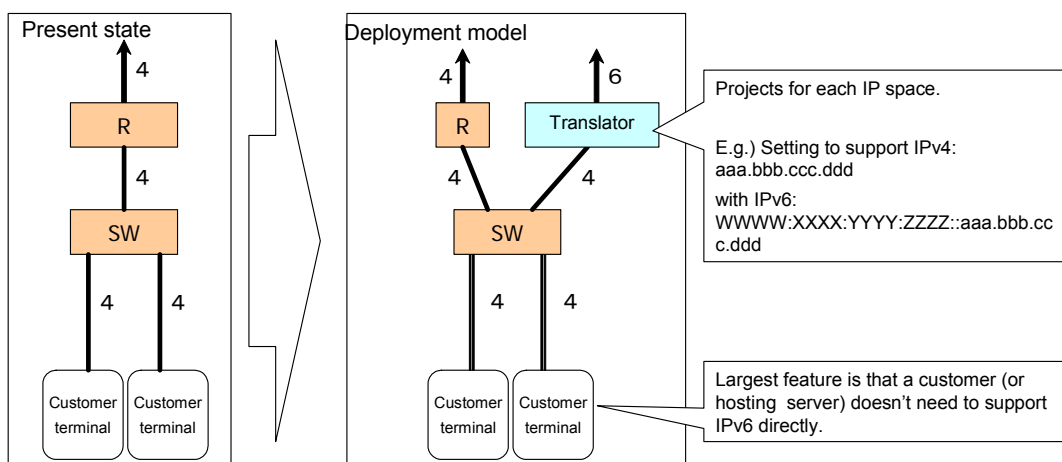 Present state
4
R
4
SW
4
4
Customer
terminal
Customer
terminal
Deployment model
4
6
R
Translator
4
4
SW
4
4
Customer
terminal
Customer
terminal
Projects for each IP space.
E.g.) Setting to support IPv4:
aaa.bbb.ccc.ddd
with IPv6:
WWWW:XXXX:YYYY:ZZZZ::aaa.bbb.cc
c.ddd
Largest feature is that a customer (or
hosting server) doesn't need to support
IPv6 directly.